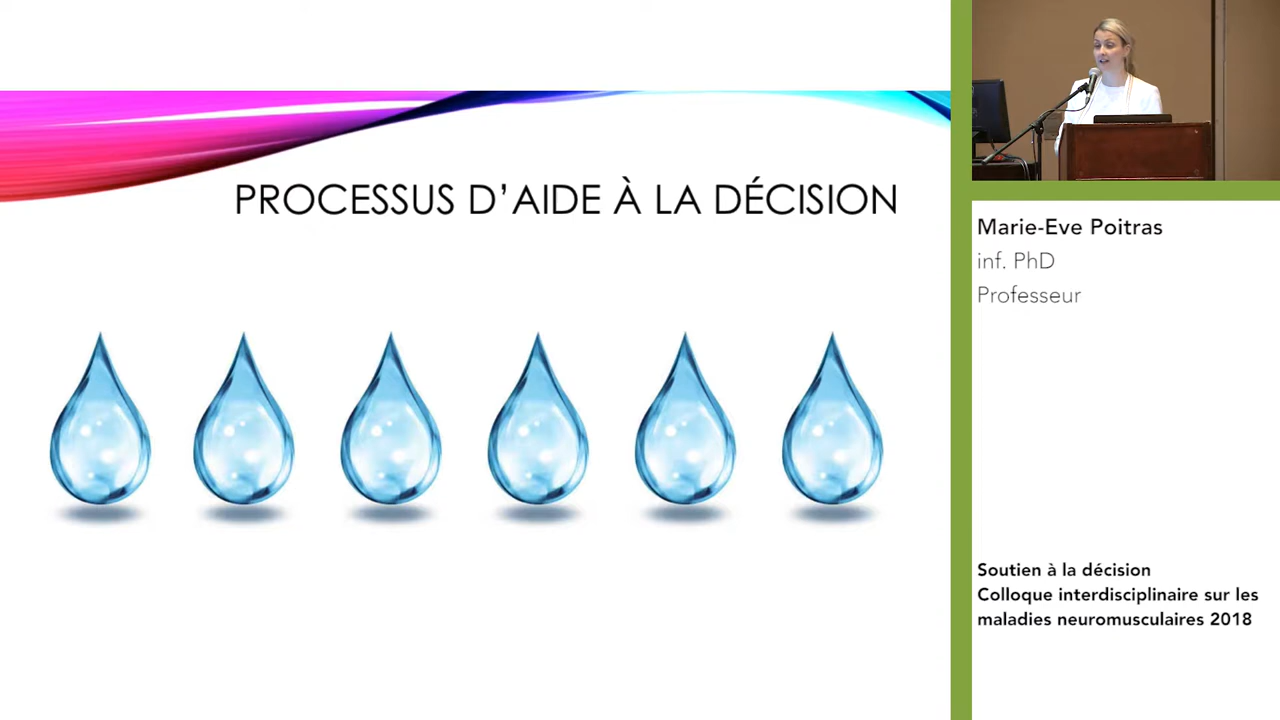 PROCESSUS D’AIDE À LA DÉCISION
Marie-Eve Poitras
inf. PhD
Professeur
Soutien à la décision
Colloque interdisciplinaire sur les
maladies neuromusculaires 2018